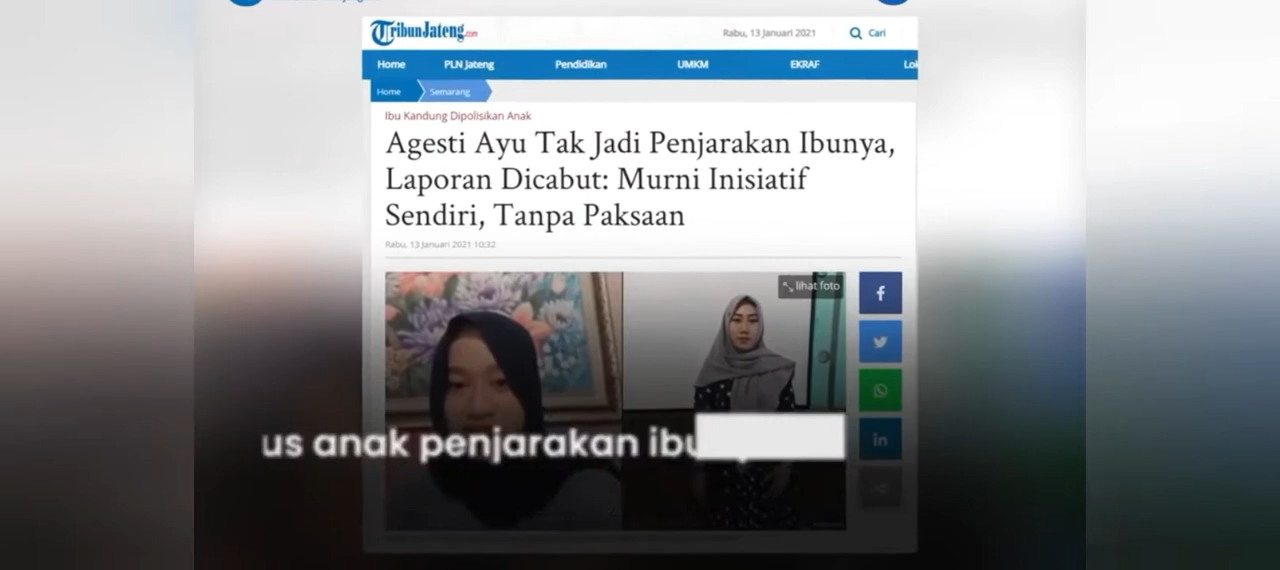 TribunJateng.com
Rabu, 13 Januari 2021
Cari
Home PLN Jateng Pendidikan UMKM EKRAF Lok
Home Semarang
Ibu Kandung Dipolisikan Anak
Agesti Ayu Tak Jadi Penjarakan Ibunya,
Laporan Dicabut: Murni Inisiatif
Sendiri, Tanpa Paksaan
Rabu, 13 Januari 2021 10:32
lihat foto
us anak penjarakan ibu